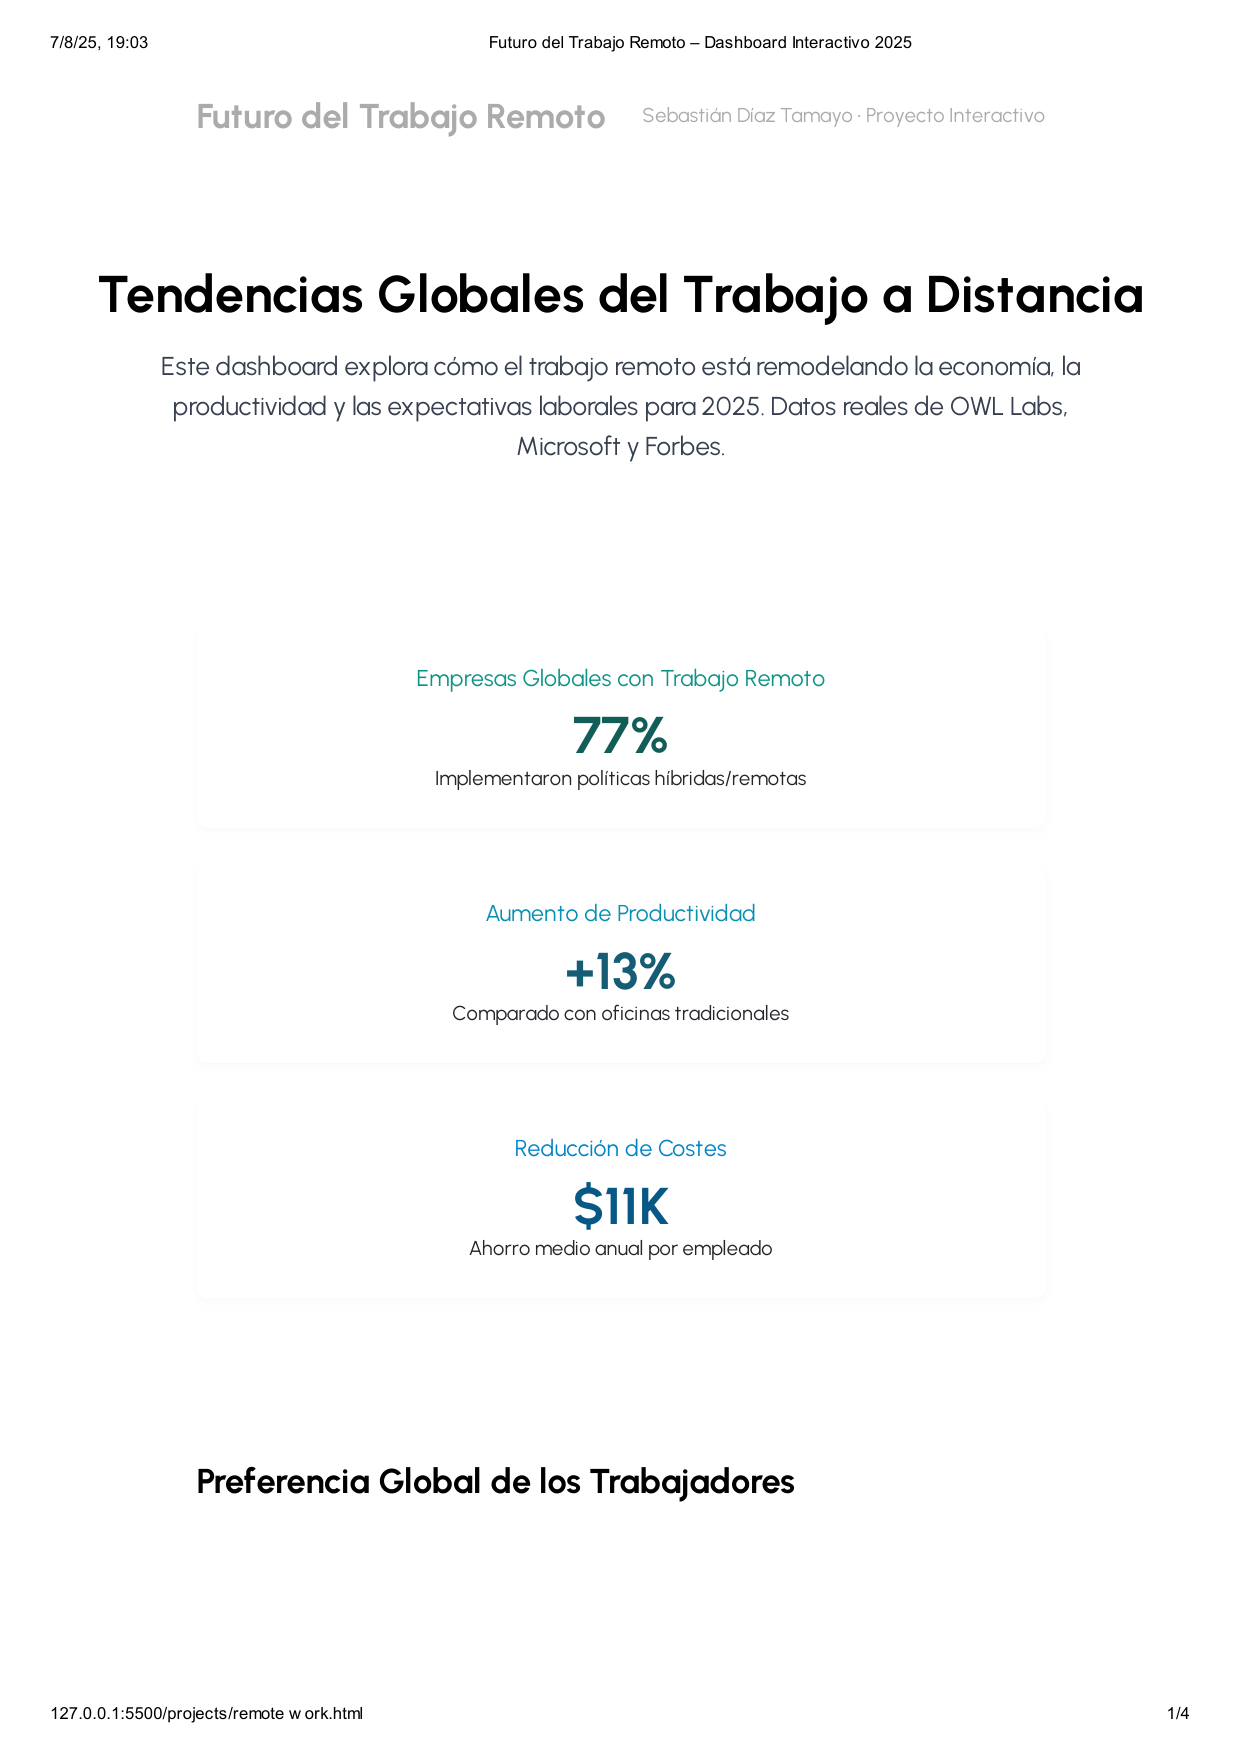 7/8/25, 19:03
Futuro del Trabajo Remoto – Dashboard Interactivo 2025
Futuro del Trabajo Remoto
Sebastián Díaz Tamayo · Proyecto Interactivo
Tendencias Globales del Trabajo a Distancia
Este dashboard explora cómo el trabajo remoto está remodelando la economía, la
productividad y las expectativas laborales para 2025. Datos reales de OWL Labs,
Microsoft y Forbes.
Empresas Globales con Trabajo Remoto
77%
Implementaron políticas híbridas/remotas
Aumento de Productividad
+13%
Comparado con oficinas tradicionales
Reducción de Costes
$11K
Ahorro medio anual por empleado
Preferencia Global de los Trabajadores
127.0.0.1:5500/projects/remote w ork.html
1/4